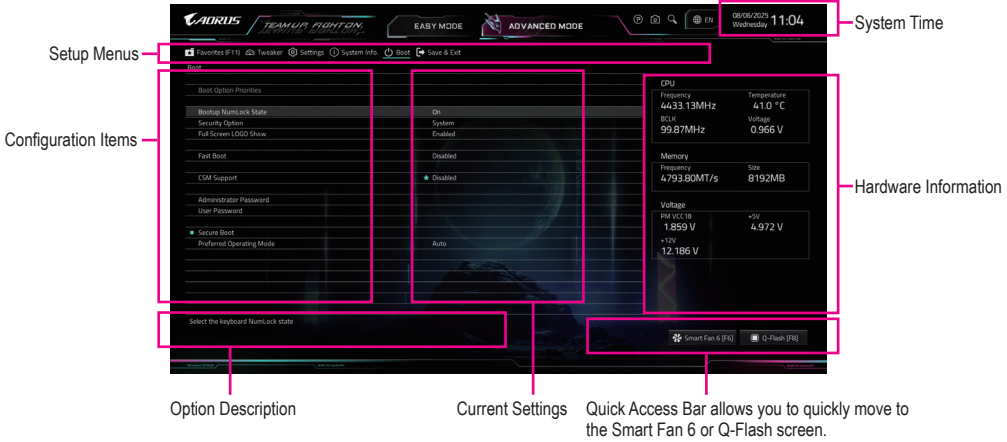 AORUS
TEAM UP. FIGHT ON.
EASY MODE
ADVANCED MODE
EN
08/06/2025
Wednesday
11:04
System Time
Setup Menus
Favorites (F11) Tweaker Settings System Info. Boot Save & Exit
Boot
Boot Option Priorities
Bootup NumLock State On
Security Option System
Full Screen LOGO Show Enabled
Fast Boot Disabled
CSM Support ★ Disabled
Administrator Password
User Password
Secure Boot
Preferred Operating Mode Auto
Configuration Items
CPU
Frequency Temperature
4433.13MHz 41.0 °C
BCLK Voltage
99.87MHz 0.966 V
Memory
Frequency Size
4793.80MT/s 8192MB
Voltage
PM VCC18 +5V
1.859 V 4.972 V
+12V
12.186 V
Hardware Information
Select the keyboard NumLock state
Smart Fan 6 [F6] Q-Flash [F8]
Option Description
Current Settings
Quick Access Bar allows you to quickly move to
the Smart Fan 6 or Q-Flash screen.